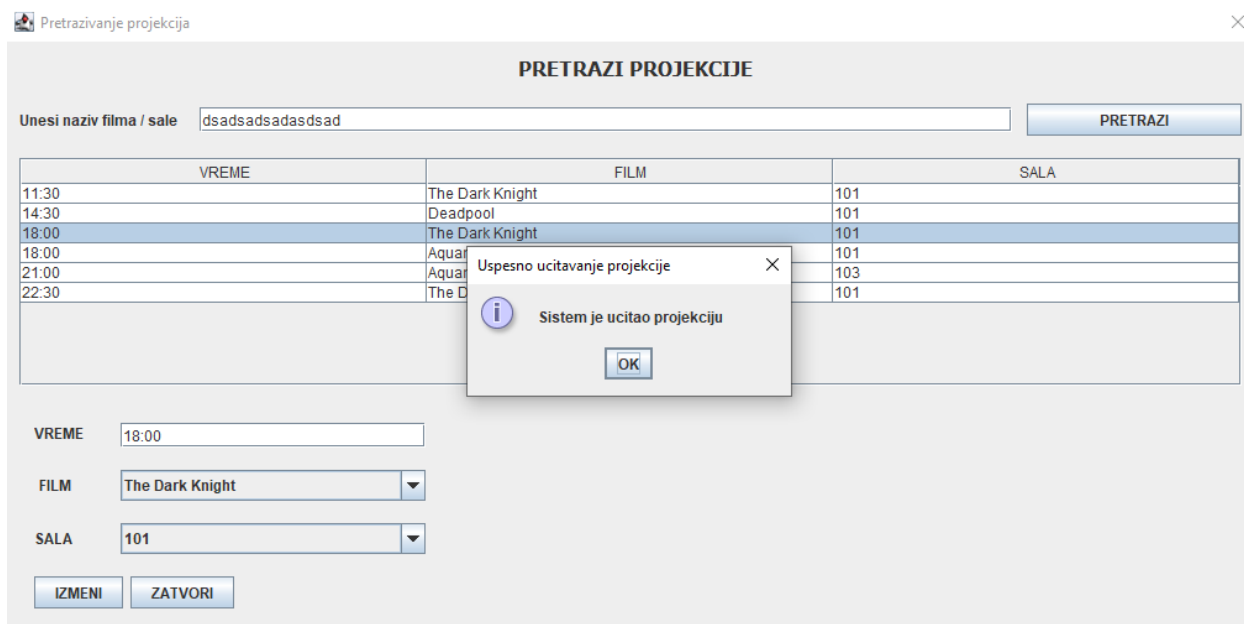 Pretrazivanje projekcija
PRETRAZI PROJEKCIJE
Unesi naziv filma / sale dsadsadsadasdsad PRETRAZI
VREME FILM SALA
11:30 The Dark Knight 101
14:30 Deadpool 101
18:00 The Dark Knight 101
18:00 Aquar 101
21:00 Aquar 103
22:30 The D 101
Uspesno ucitavanje projekcije
Sistem je ucitao projekciju
OK
VREME 18:00
FILM The Dark Knight
SALA 101
IZMENI ZATVORI